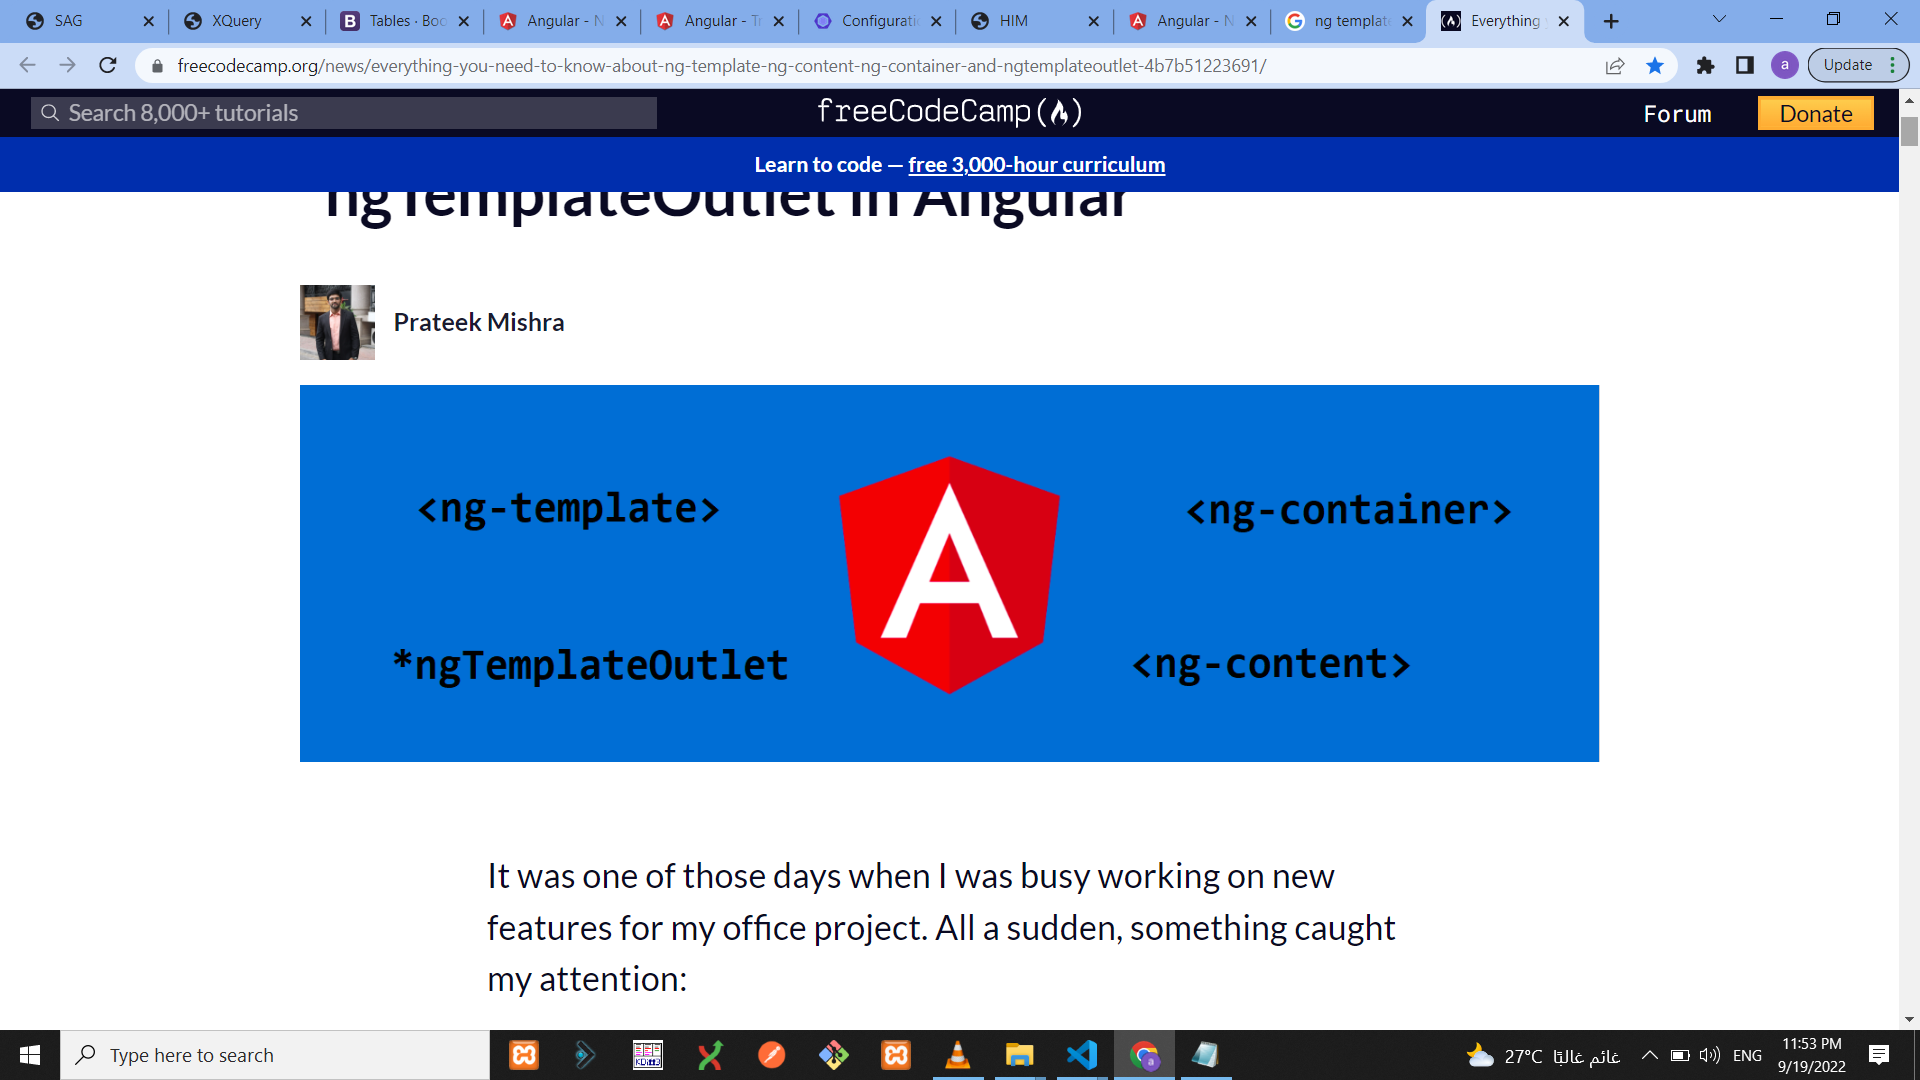 SAG
XQuery
Tables · Boo
Angular - N
Angular - Tr
Configurati
HIM
Angular - N
ng templat
Everything
freecodecamp.org/news/everything-you-need-to-know-about-ng-template-ng-content-ng-container-and-ngtemplateoutlet-4b7b51223691/
a
Update
Search 8,000+ tutorials
freeCodeCamp
Forum
Donate
Learn to code — free 3,000-hour curriculum
ngTemplateOutlet in Angular
Prateek Mishra
<ng-template>
<ng-container>
*ngTemplateOutlet
<ng-content>
It was one of those days when I was busy working on new
features for my office project. All a sudden, something caught
my attention:
Type here to search
KDiff3
a
27°C غائم غالبًا
ENG
11:53 PM
9/19/2022